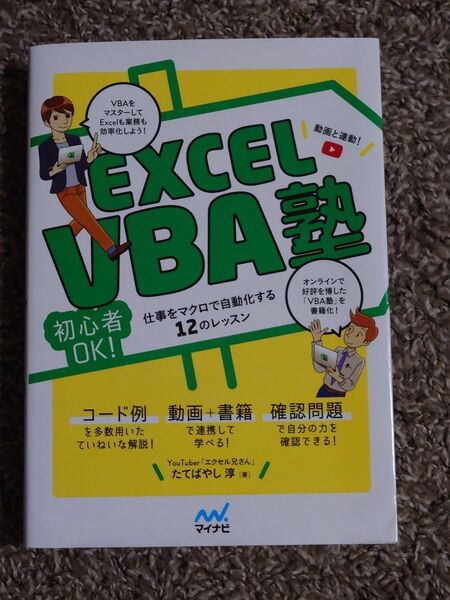 VBAを
マスターして
Excelも業務も
効率化しよう!
動画と連動!
EXCEL
VBA塾
初心者
OK!
仕事をマクロで自動化する
12のレッスン
オンラインで
好評を博した
「VBA塾」を
書籍化!
コード例
を多数用いた
ていねいな解説!
動画+書籍
で連携して
学べる!
確認問題
で自分の力を
確認できる!
YouTuber「エクセル兄さん」
たてばやし 淳 [著]
マイナビ